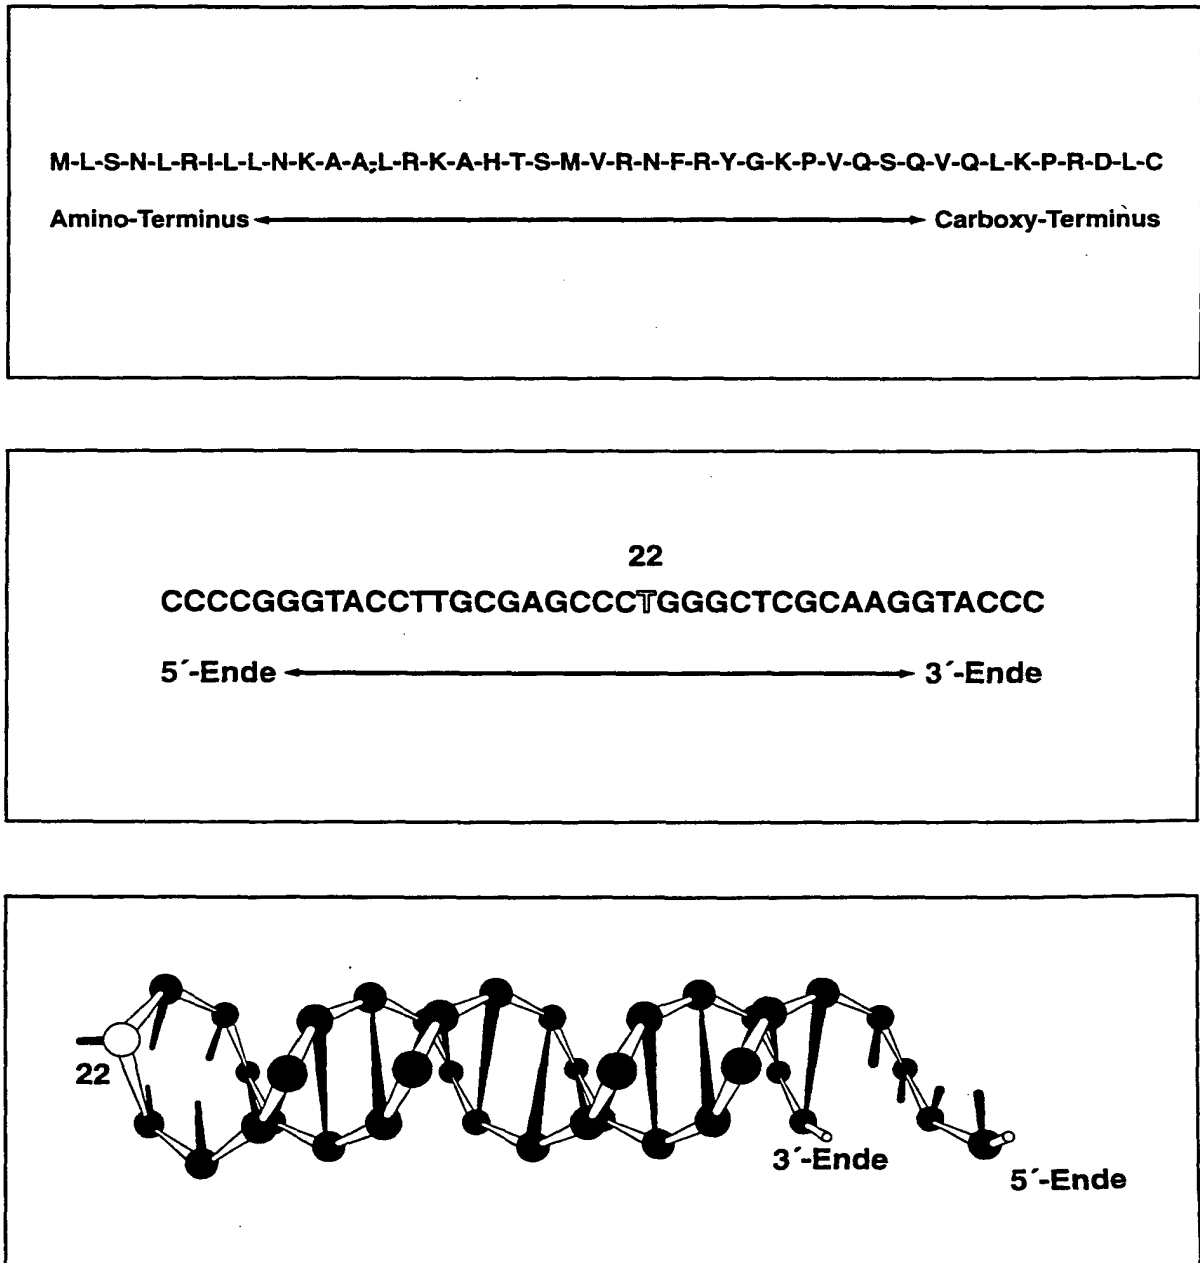 M-L-S-N-L-R-I-L-L-N-K-A-A-L-R-K-A-H-T-S-M-V-R-N-F-R-Y-G-K-P-V-Q-S-Q-V-Q-L-K-P-R-D-L-C
Amino-Terminus Carboxy-Terminus
22
CCCCGGGTACCTTGCGAGCCCTGGGCTCGCAAGGTACCC
5´-Ende 3´-Ende
22
3´-Ende
5´-Ende